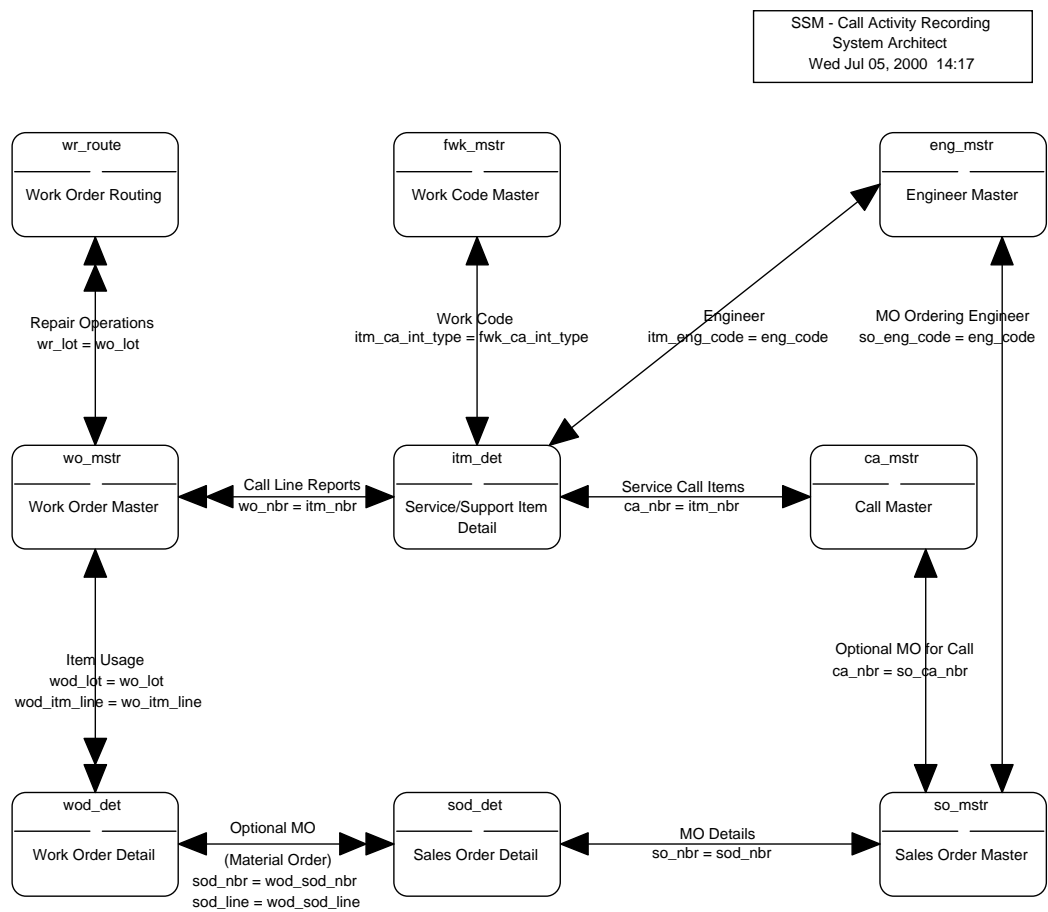 SSM - Call Activity Recording
System Architect
Wed Jul 05, 2000 14:17
wr_route
Work Order Routing
fwk_mstr
Work Code Master
eng_mstr
Engineer Master
Repair Operations
wr_lot = wo_lot
Work Code
itm_ca_int_type = fwk_ca_int_type
Engineer
itm_eng_code = eng_code
MO Ordering Engineer
so_eng_code = eng_code
wo_mstr
Work Order Master
Call Line Reports
wo_nbr = itm_nbr
itm_det
Service/Support Item
Detail
Service Call Items
ca_nbr = itm_nbr
ca_mstr
Call Master
Item Usage
wod_lot = wo_lot
wod_itm_line = wo_itm_line
Optional MO for Call
ca_nbr = so_ca_nbr
wod_det
Work Order Detail
Optional MO
(Material Order)
sod_nbr = wod_sod_nbr
sod_line = wod_sod_line
sod_det
Sales Order Detail
MO Details
so_nbr = sod_nbr
so_mstr
Sales Order Master